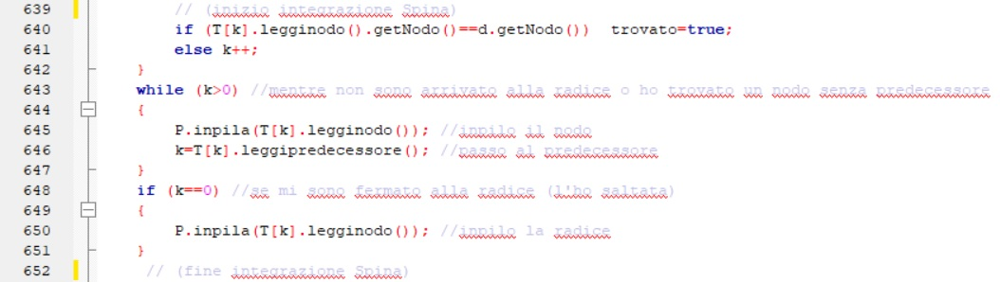 639 // (inizio integrazione Spina)
640 if (T[k].legginodo().getNodo()==d.getNodo()) trovato=true;
641 else k++;
642 }
643 while (k>0) //mentre non sono arrivato alla radice o ho trovato un nodo senza predecessore
644 {
645 P.inpila(T[k].legginodo()); //inpilo il nodo
646 k=T[k].leggipredecessore(); //passo al predecessore
647 }
648 if (k==0) //se mi sono fermato alla radice (l'ho saltata)
649 {
650 P.inpila(T[k].legginodo()); //inpilo la radice
651 }
652 // (fine integrazione Spina)